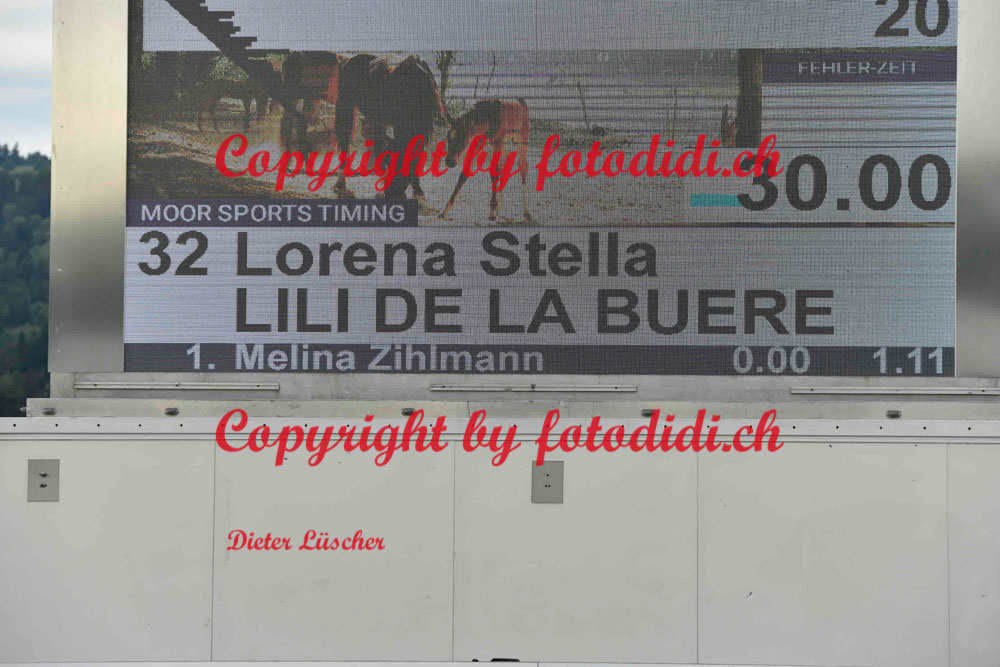 20
FEHLER-ZEIT
Copyright by fotodidi.ch
30.00
MOOR SPORTS TIMING
32 Lorena Stella
LILI DE LA BUERE
1. Melina Zihlmann 0.00 1.11
Copyright by fotodidi.ch
Dieter Lüscher